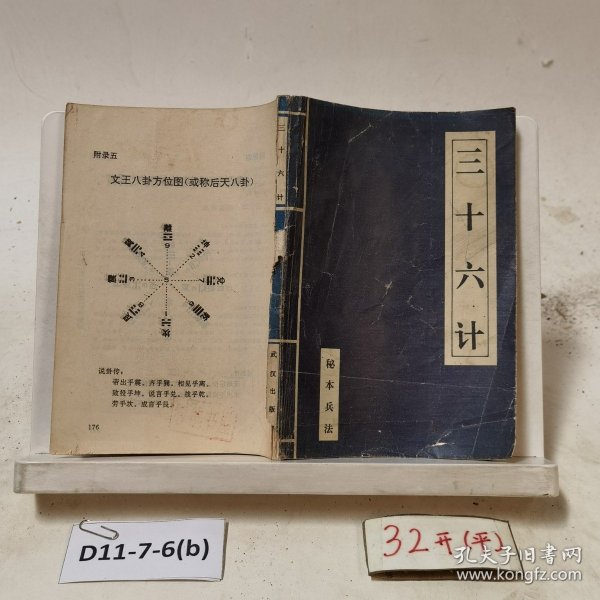 附录五
文王八卦方位图(或称后天八卦)
说卦传:
帝出乎震,齐乎巽,相见乎离,
致役乎坤,说言乎兑,战乎乾,
劳乎坎,成言乎艮。
176
三十六计
武汉出版
三十六计
秘本兵法
D11-7-6(b)
32开(平)
孔夫子旧书网
www.kongfz.com